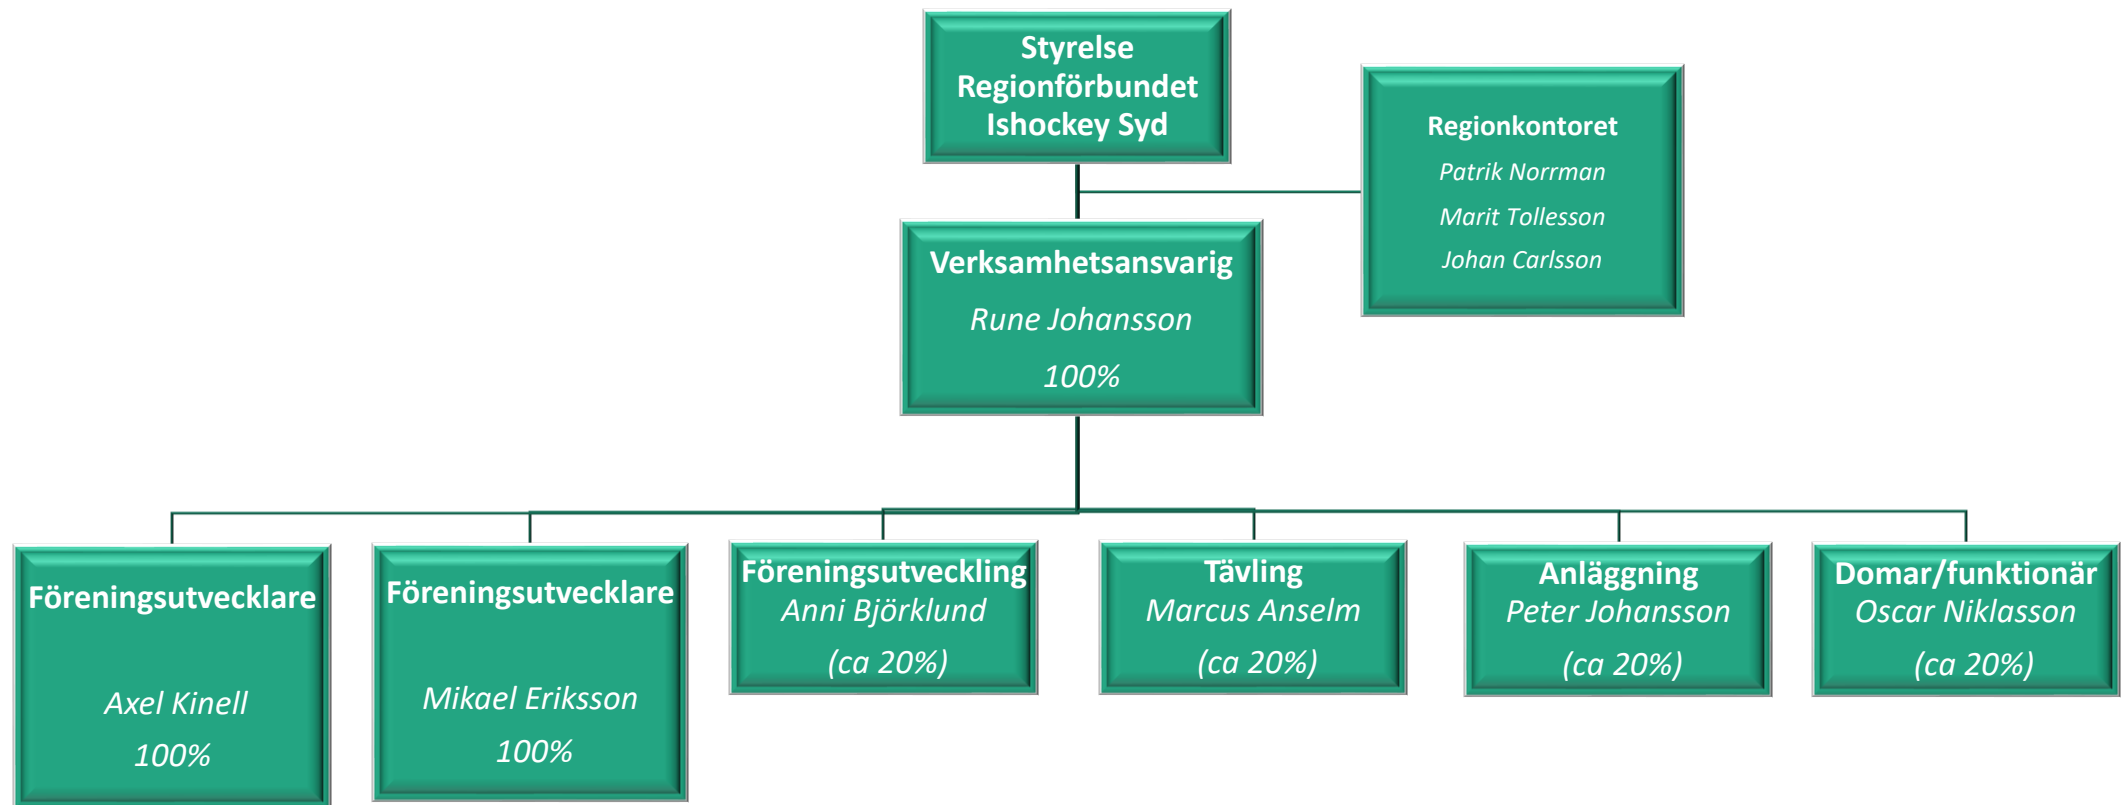 Styrelse
Regionförbundet
Ishockey Syd
Regionkontoret
Patrik Norrman
Marit Tollesson
Johan Carlsson
Verksamhetsansvarig
Rune Johansson
100%
Föreningsutvecklare
Axel Kinell
100%
Föreningsutvecklare
Mikael Eriksson
100%
Föreningsutveckling
Anni Björklund
(ca 20%)
Tävling
Marcus Anselm
(ca 20%)
Anläggning
Peter Johansson
(ca 20%)
Domar/funktionär
Oscar Niklasson
(ca 20%)